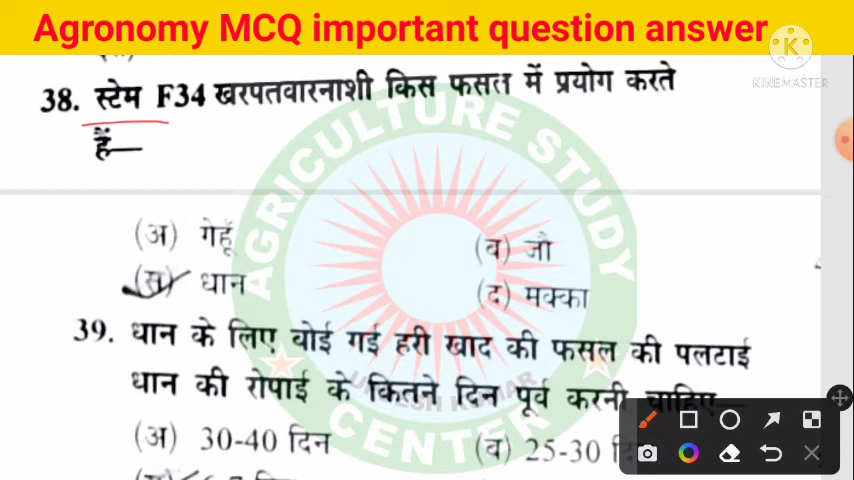 Agronomy MCQ important question answer
KINEMASTER
38. स्टेम F34 खरपतवारनाशी किस फसल में प्रयोग करते
हैं—
(अ) गेहूँ
(ब) जौ
(स) धान
(द) मक्का
39. धान के लिए बोई गई हरी खाद की फसल की पलटाई
धान की रोपाई के कितने दिन पूर्व करनी चाहिए—
(अ) 30-40 दिन
(ब) 25-30
AGRICULTURE STUDY
CENTER